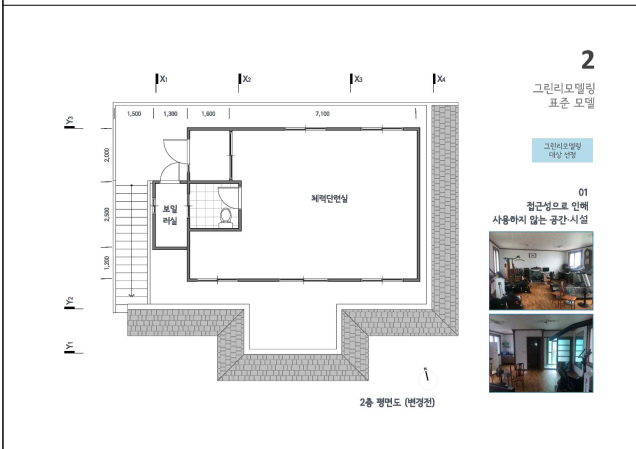 2
그린리모델링
표준 모델
그린리모델링
대상 선정
01
접근성으로 인해
사용하지 않는 공간·시설
X1
X2
X3
X4
1,500
1,300
1,600
7,100
Y3
2,000
2,500
1,200
Y2
Y1
보일
러실
체력단련실
2층 평면도 (변경전)